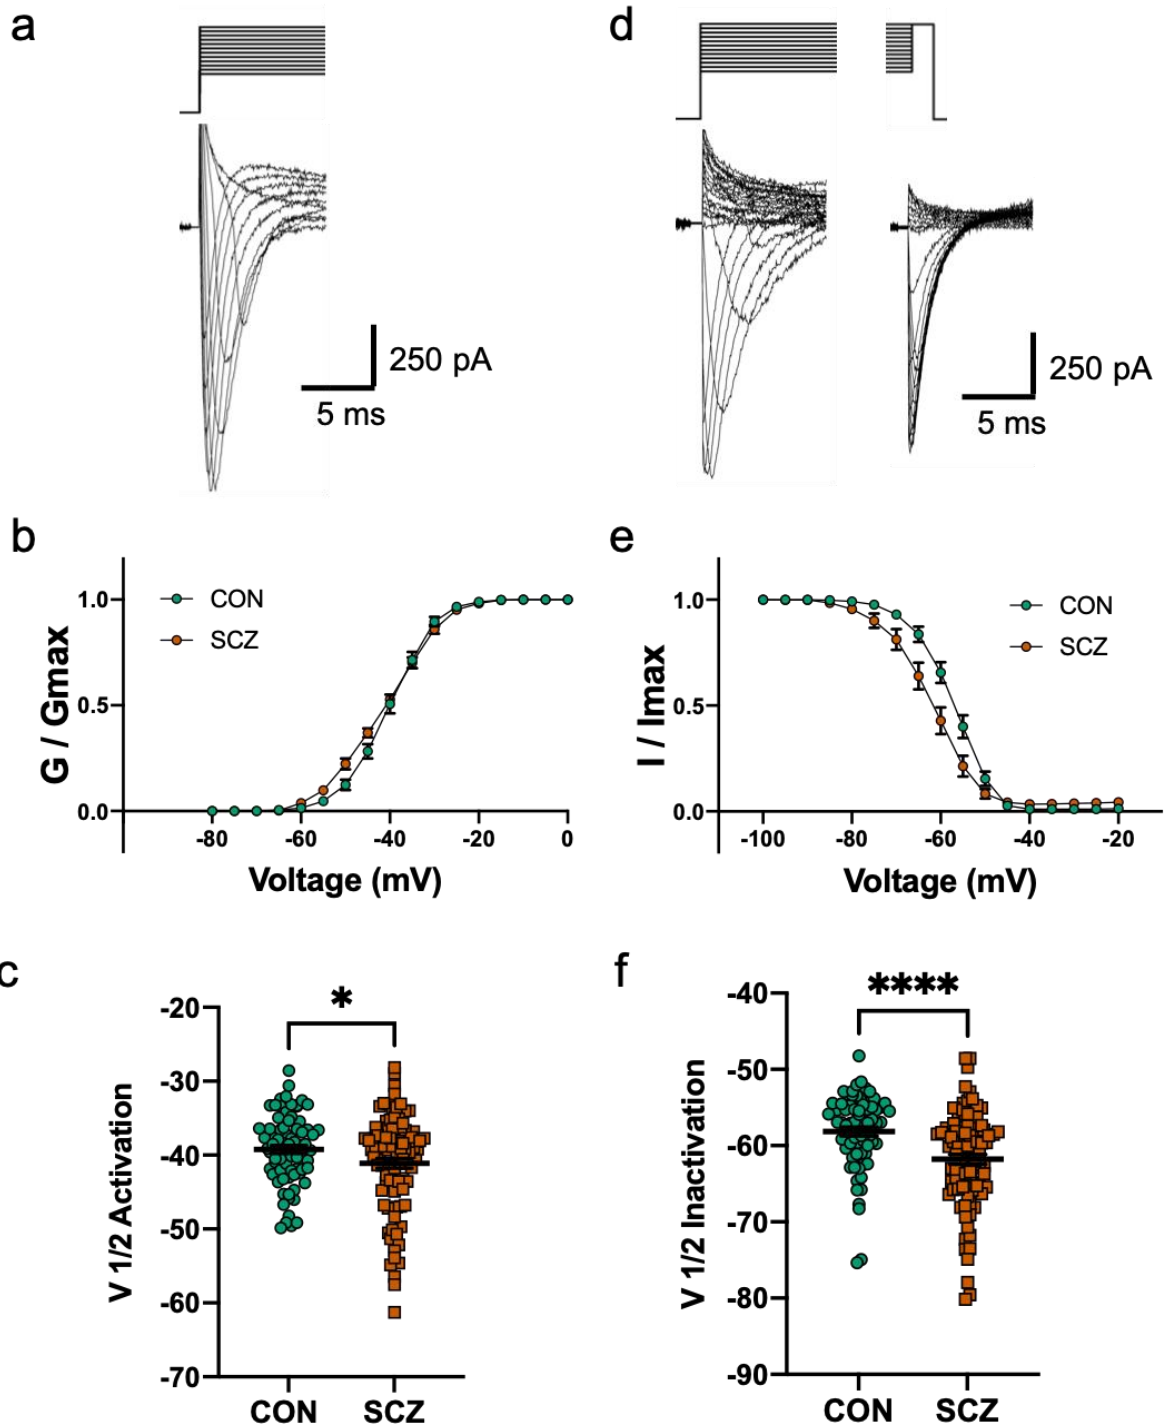 a
250 pA
5 ms
d
250 pA
5 ms
b
CON
SCZ
G / Gmax
1.0
0.5
0.0
-80 -60 -40 -20 0
Voltage (mV)
e
CON
SCZ
I / Imax
1.0
0.5
0.0
-100 -80 -60 -40 -20
Voltage (mV)
c
*
V 1/2 Activation
-20
-30
-40
-50
-60
-70
CON SCZ
f
****
V 1/2 Inactivation
-40
-50
-60
-70
-80
-90
CON SCZ